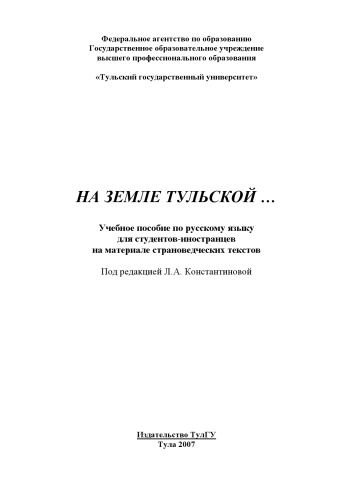 Федеральное агентство по образованию
Государственное образовательное учреждение
высшего профессионального образования
«Тульский государственный университет»
НА ЗЕМЛЕ ТУЛЬСКОЙ …
Учебное пособие по русскому языку
для студентов-иностранцев
на материале страноведческих текстов
Под редакцией Л.А. Константиновой
Издательство ТулГУ
Тула 2007